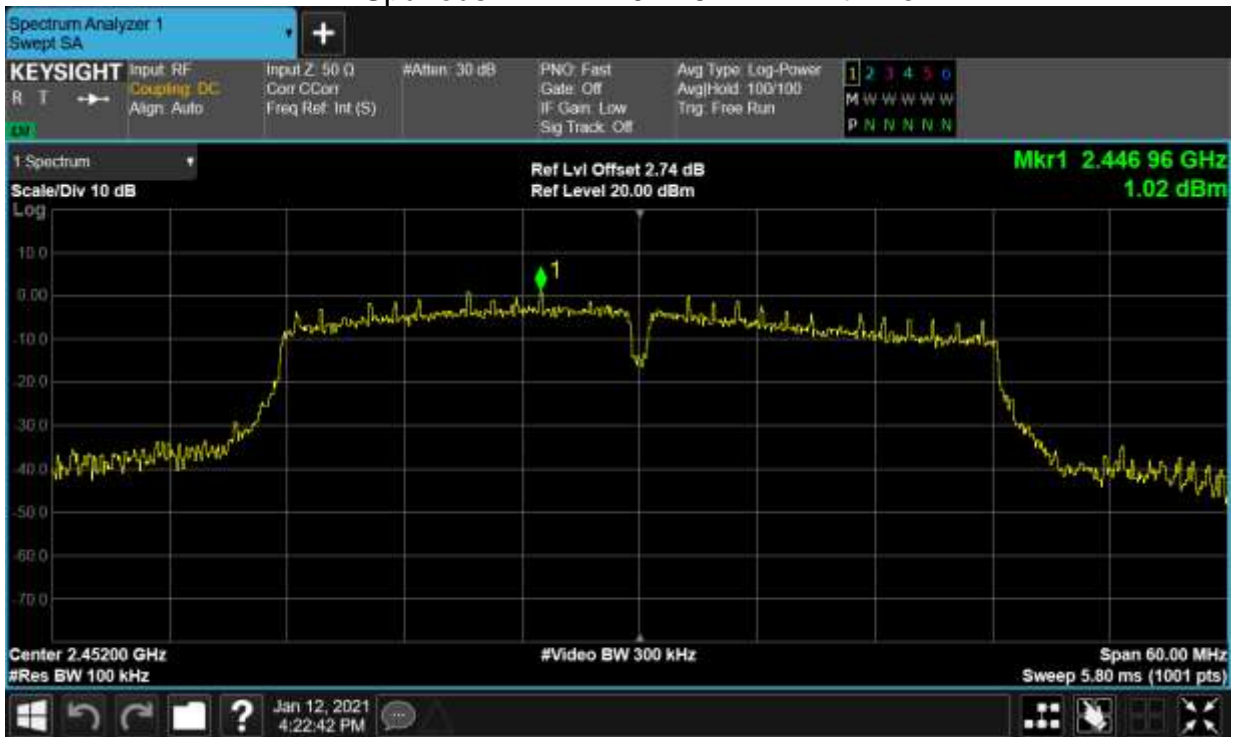 Spectrum Analyzer 1
Swept SA
+
KEYSIGHT Input: RF Input Z: 50 Ω #Atten: 30 dB PNO: Fast Avg Type: Log-Power 1 2 3 4 5 6
R T Coupling: DC Corr CCorr Gate: Off Avg|Hold: 100/100 M W W W W W
Align: Auto Freq Ref: Int (S) IF Gain: Low Trig: Free Run P N N N N N
Sig Track: Off
1 Spectrum
Ref Lvl Offset 2.74 dB Mkr1 2.446 96 GHz
Scale/Div 10 dB Ref Level 20.00 dBm 1.02 dBm
Log
10.0
1
0.00
-10.0
-20.0
-30.0
-40.0
-50.0
-60.0
-70.0
Center 2.45200 GHz #Video BW 300 kHz Span 60.00 MHz
#Res BW 100 kHz Sweep 5.80 ms (1001 pts)
? Jan 12, 2021
4:22:42 PM